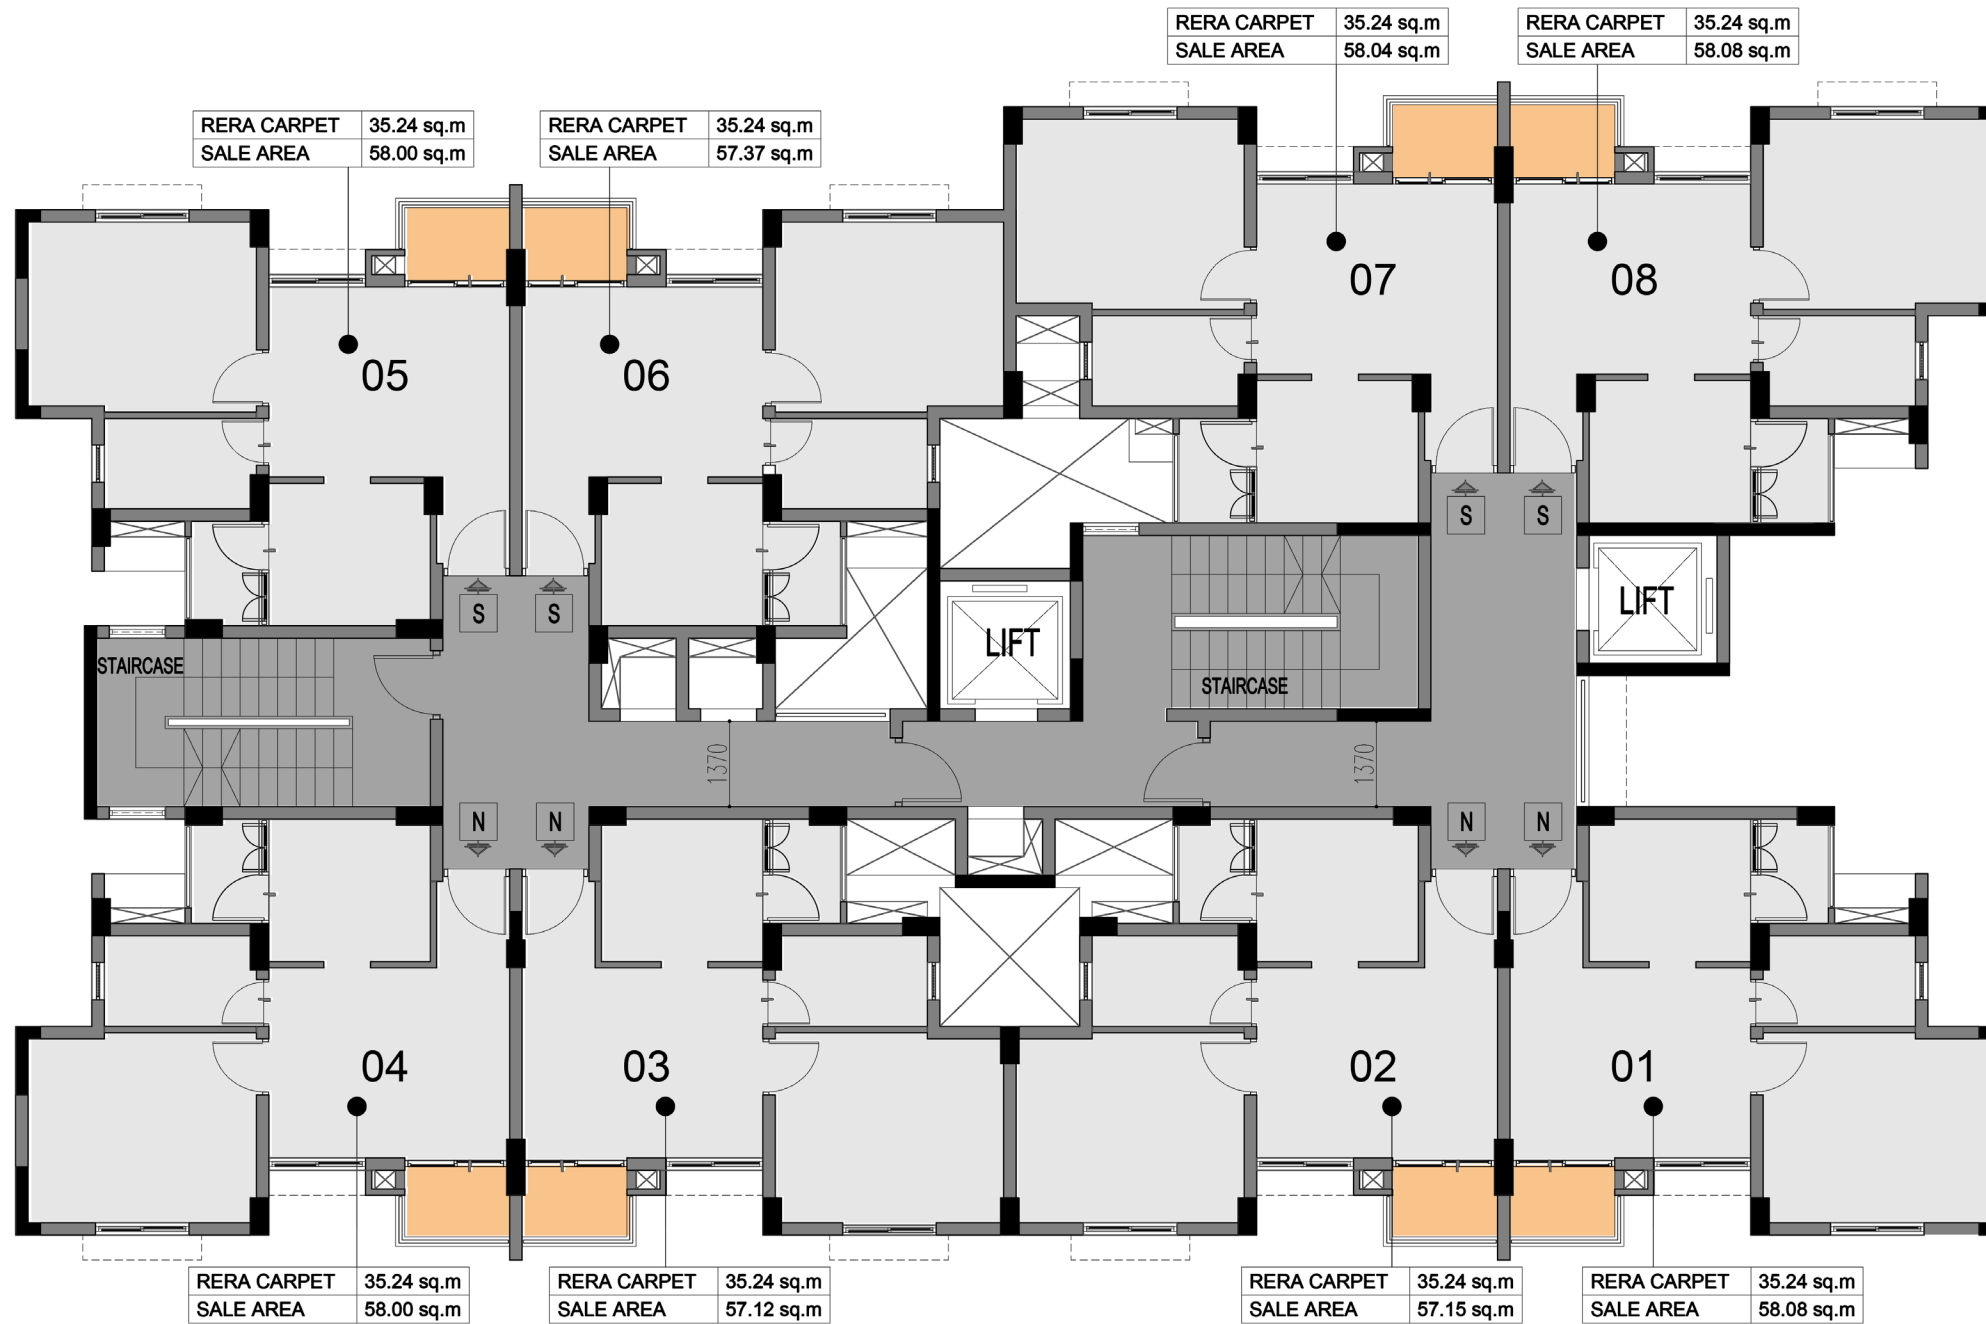 RERA CARPET 35.24 sq.m
SALE AREA 58.04 sq.m
RERA CARPET 35.24 sq.m
SALE AREA 58.08 sq.m
RERA CARPET 35.24 sq.m
SALE AREA 58.00 sq.m
RERA CARPET 35.24 sq.m
SALE AREA 57.37 sq.m
07
08
05
06
S
S
S
S
LIFT
LIFT
STAIRCASE
STAIRCASE
1370
1370
N
N
N
N
04
03
02
01
RERA CARPET 35.24 sq.m
SALE AREA 58.00 sq.m
RERA CARPET 35.24 sq.m
SALE AREA 57.12 sq.m
RERA CARPET 35.24 sq.m
SALE AREA 57.15 sq.m
RERA CARPET 35.24 sq.m
SALE AREA 58.08 sq.m